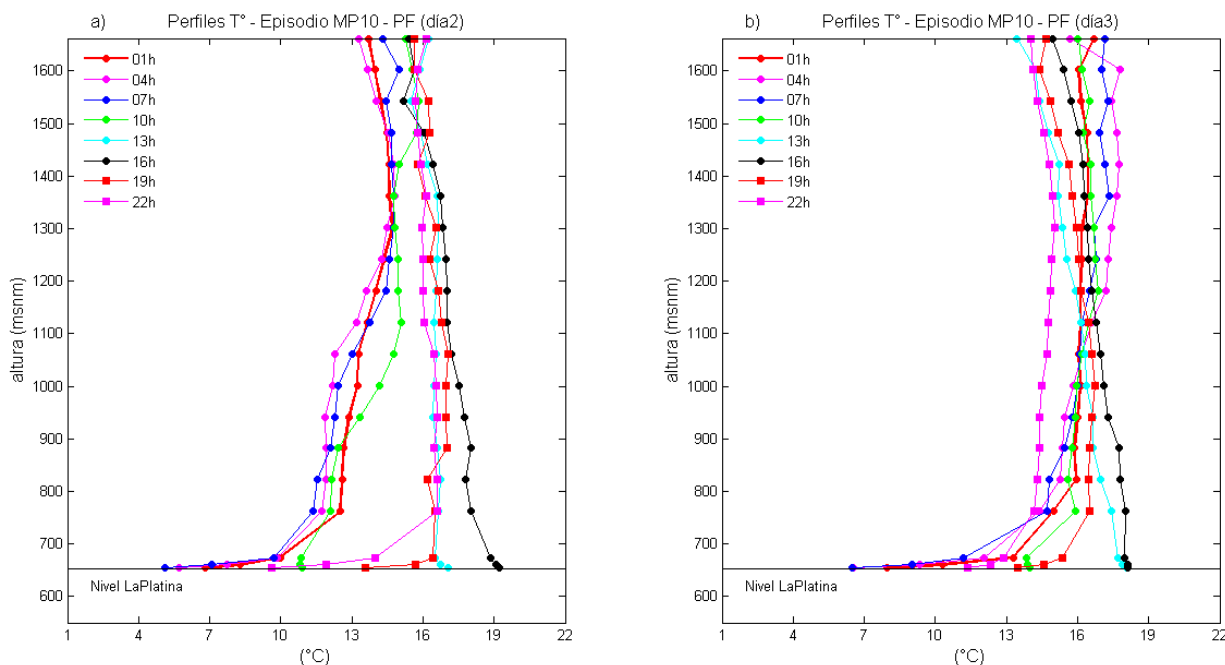 a) Perfiles T° - Episodio MP10 - PF (día2)
01h
04h
07h
10h
13h
16h
19h
22h
1600
1500
1400
1300
1200
1100
1000
900
800
700
600
altura (msnm)
Nivel LaPlatina
1 4 7 10 13 16 19 22
(°C)
b) Perfiles T° - Episodio MP10 - PF (día3)
01h
04h
07h
10h
13h
16h
19h
22h
1600
1500
1400
1300
1200
1100
1000
900
800
700
600
altura (msnm)
Nivel LaPlatina
1 4 7 10 13 16 19 22
(°C)